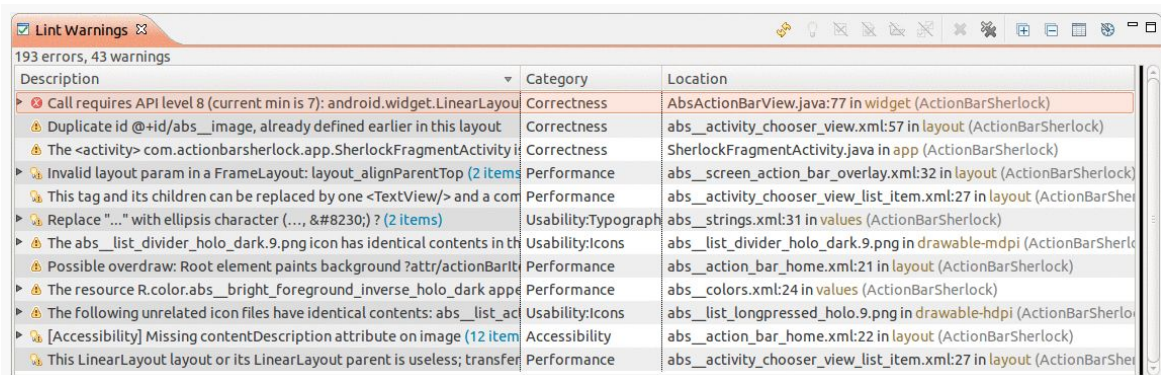 Lint Warnings
193 errors, 43 warnings
Description Category Location
Call requires API level 8 (current min is 7): android.widget.LinearLayou Correctness AbsActionBarView.java:77 in widget (ActionBarSherlock)
Duplicate id @+id/abs__image, already defined earlier in this layout Correctness abs__activity_chooser_view.xml:57 in layout (ActionBarSherlock)
The <activity> com.actionbarsherlock.app.SherlockFragmentActivity i Correctness SherlockFragmentActivity.java in app (ActionBarSherlock)
Invalid layout param in a FrameLayout: layout_alignParentTop (2 items Performance abs__screen_action_bar_overlay.xml:32 in layout (ActionBarSherlock)
This tag and its children can be replaced by one <TextView/> and a com Performance abs__activity_chooser_view_list_item.xml:27 in layout (ActionBarSher
Replace "..." with ellipsis character (…, &#8230;) ? (2 items) Usability:Typograph abs__strings.xml:31 in values (ActionBarSherlock)
The abs__list_divider_holo_dark.9.png icon has identical contents in th Usability:Icons abs__list_divider_holo_dark.9.png in drawable-mdpi (ActionBarSherlo
Possible overdraw: Root element paints background ?attr/actionBarIte Performance abs__action_bar_home.xml:21 in layout (ActionBarSherlock)
The resource R.color.abs__bright_foreground_inverse_holo_dark appe Performance abs__colors.xml:24 in values (ActionBarSherlock)
The following unrelated icon files have identical contents: abs__list_act Usability:Icons abs__list_longpressed_holo.9.png in drawable-hdpi (ActionBarSherlo
[Accessibility] Missing contentDescription attribute on image (12 item Accessibility abs__action_bar_home.xml:22 in layout (ActionBarSherlock)
This LinearLayout layout or its LinearLayout parent is useless; transfer Performance abs__activity_chooser_view_list_item.xml:27 in layout (ActionBarSher